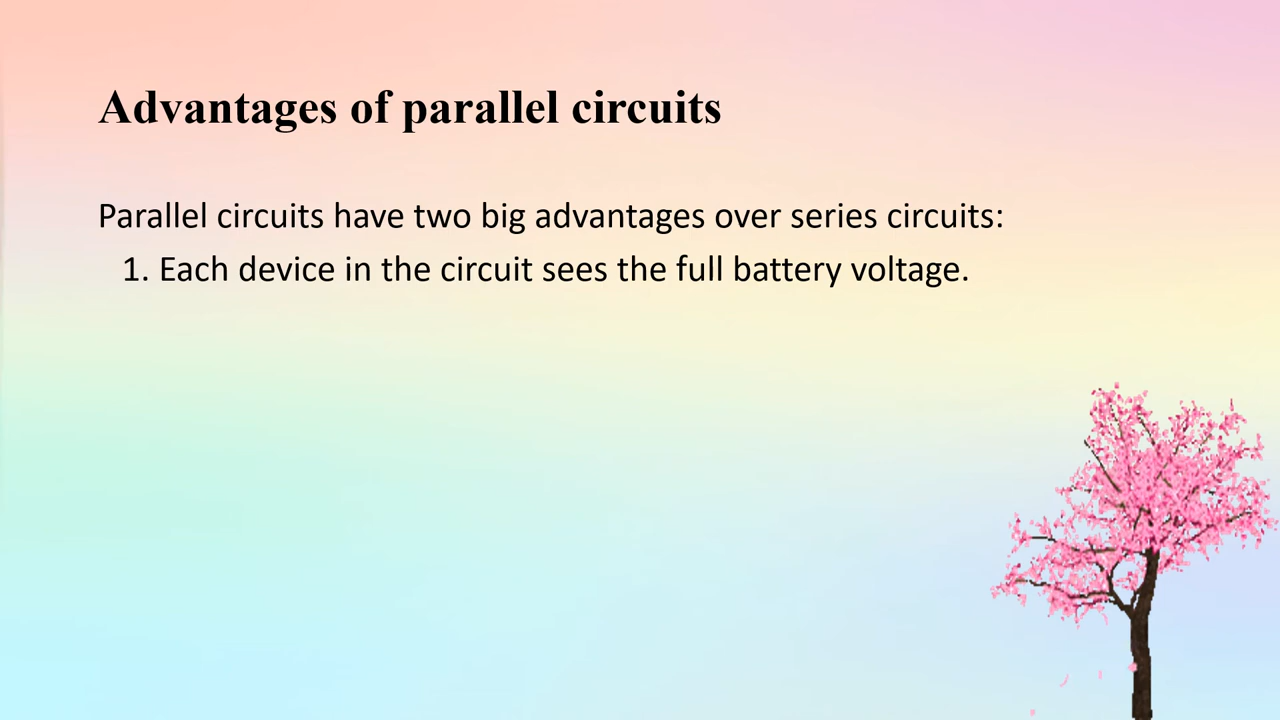 Advantages of parallel circuits
Parallel circuits have two big advantages over series circuits:
1. Each device in the circuit sees the full battery voltage.